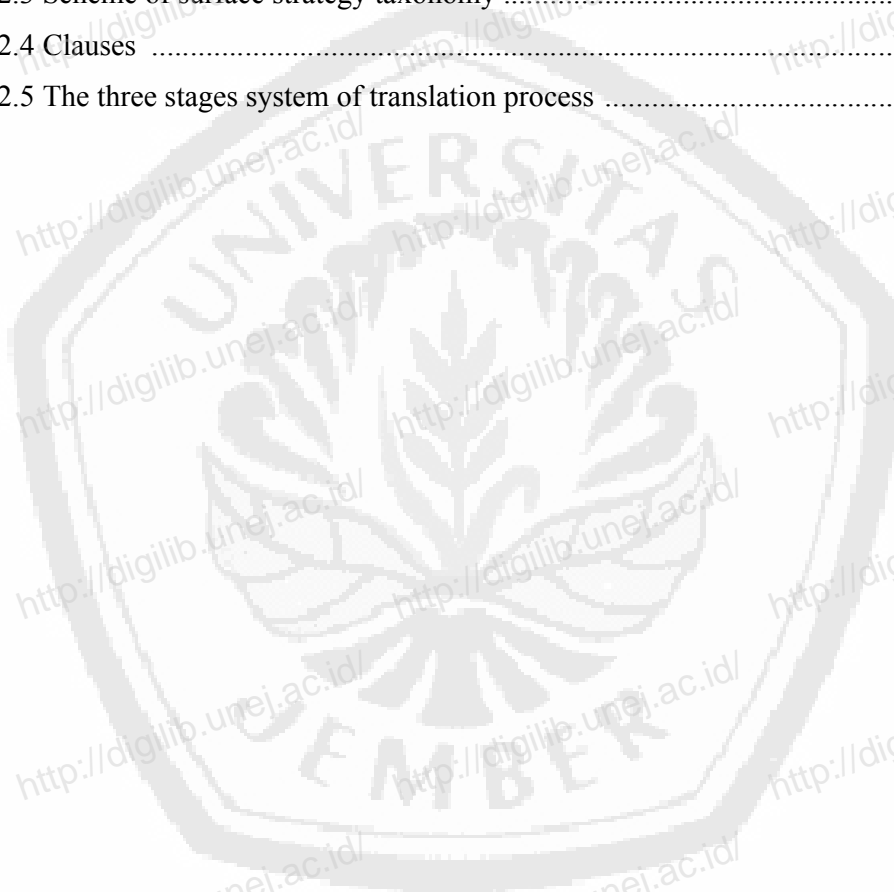 2.3 Scheme of surface strategy taxonomy ..................................................
2.4 Clauses ...............................................................................................
2.5 The three stages system of translation process .....................................
http://digilib.unej.ac.id/
UNIVERSITAS
JEMBER